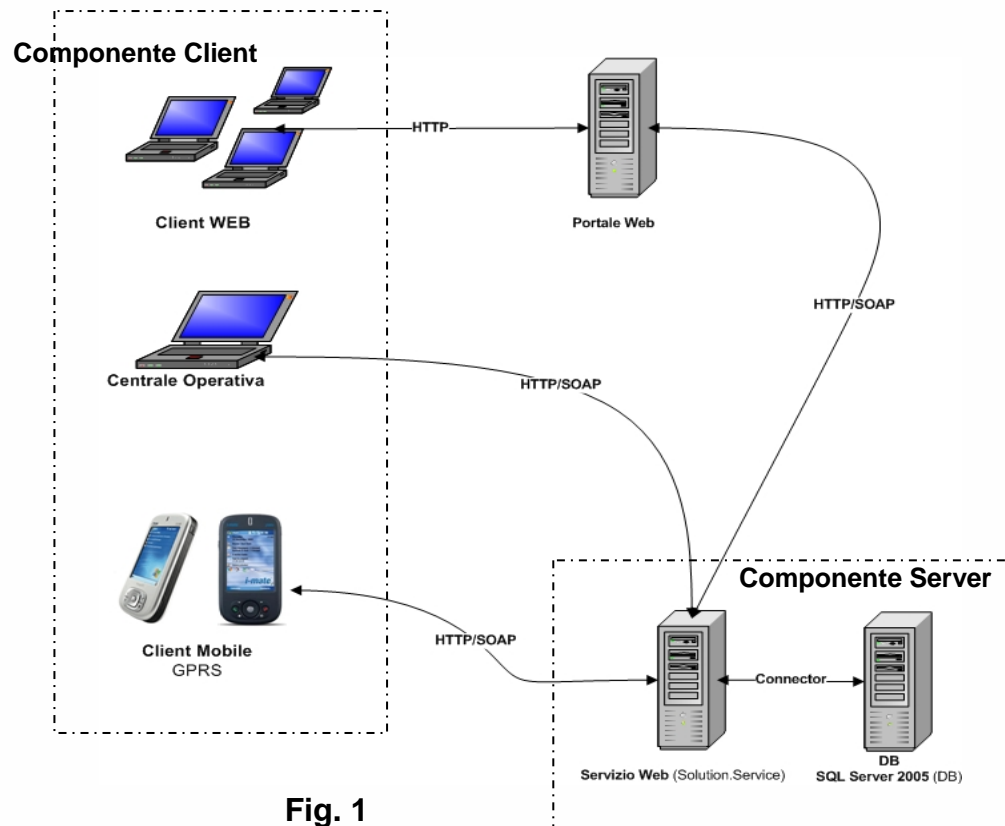 Componente Client
HTTP
Client WEB
Portale Web
HTTP/SOAP
Centrale Operativa
HTTP/SOAP
i-mate
Componente Server
Client Mobile
GPRS
HTTP/SOAP
Connector
Servizio Web (Solution.Service)
DB
SQL Server 2005 (DB)
Fig. 1